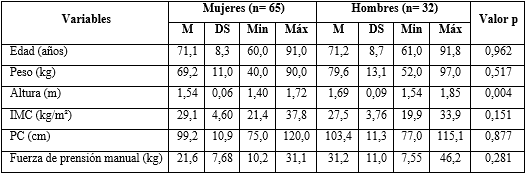 Variables Mujeres (n= 65) Hombres (n= 32) Valor p
M DS Min Máx M DS Min Máx
Edad (años) 71,1 8,3 60,0 91,0 71,2 8,7 61,0 91,8 0,962
Peso (kg) 69,2 11,0 40,0 90,0 79,6 13,1 52,0 97,0 0,517
Altura (m) 1,54 0,06 1,40 1,72 1,69 0,09 1,54 1,85 0,004
IMC (kg/m²) 29,1 4,60 21,4 37,8 27,5 3,76 19,9 33,9 0,151
PC (cm) 99,2 10,9 75,0 120,0 103,4 11,3 77,0 115,1 0,877
Fuerza de prensión manual (kg) 21,6 7,68 10,2 31,1 31,2 11,0 7,55 46,2 0,281